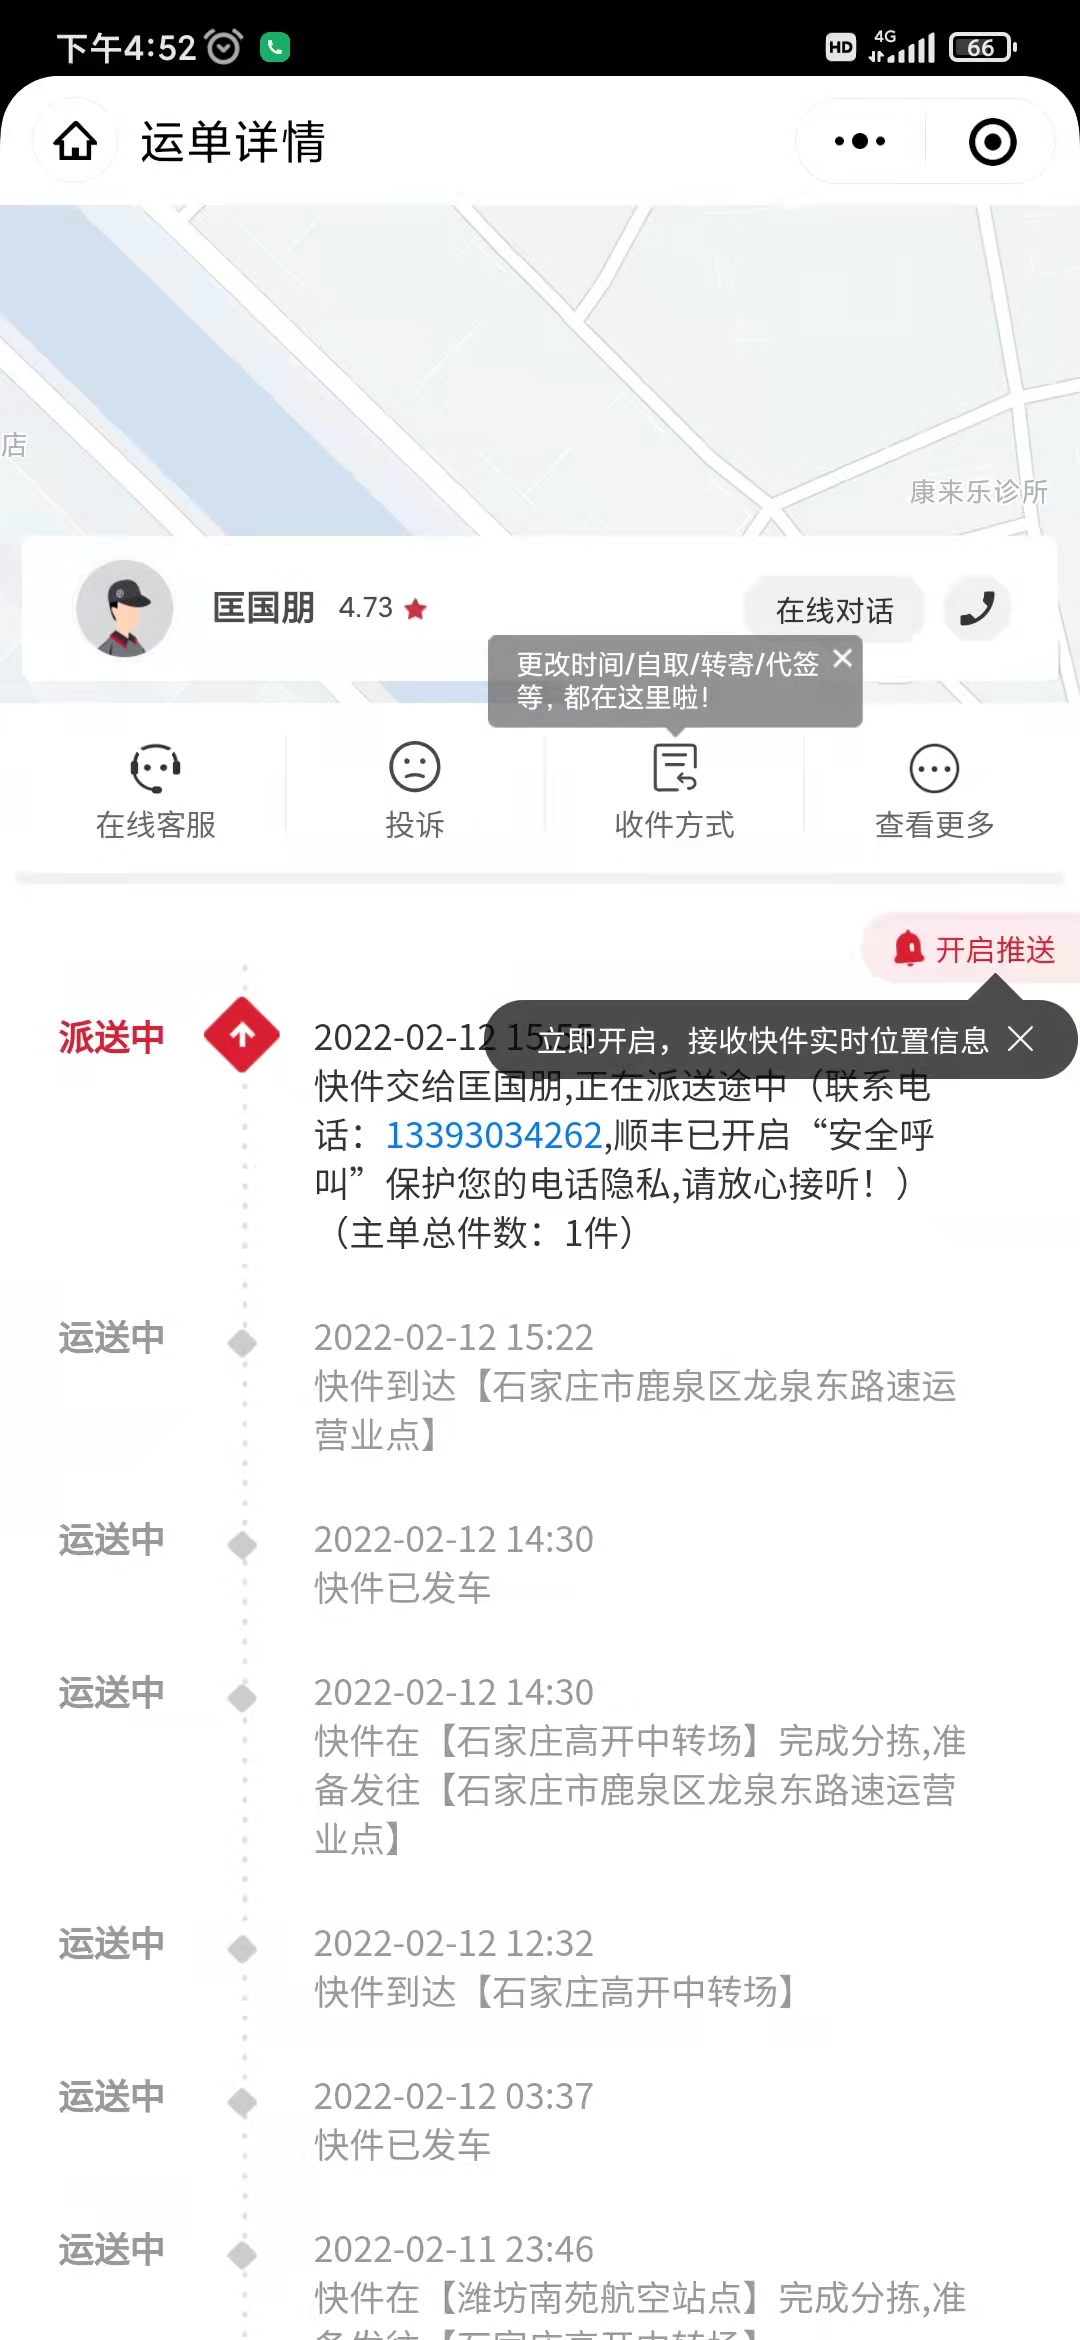 下午4:52
HD 4G 66
运单详情
店
康来乐诊所
匡国朋 4.73
在线对话
更改时间/自取/转寄/代签
等，都在这里啦！
在线客服
投诉
收件方式
查看更多
开启推送
立即开启，接收快件实时位置信息
派送中
2022-02-12 15:55
快件交给匡国朋,正在派送途中（联系电
话：13393034262,顺丰已开启“安全呼
叫”保护您的电话隐私,请放心接听！）
（主单总件数：1件）
运送中
2022-02-12 15:22
快件到达【石家庄市鹿泉区龙泉东路速运
营业点】
运送中
2022-02-12 14:30
快件已发车
运送中
2022-02-12 14:30
快件在【石家庄高开中转场】完成分拣,准
备发往【石家庄市鹿泉区龙泉东路速运营
业点】
运送中
2022-02-12 12:32
快件到达【石家庄高开中转场】
运送中
2022-02-12 03:37
快件已发车
运送中
2022-02-11 23:46
快件在【潍坊南苑航空站点】完成分拣,准
备发往【石家庄高开中转场】